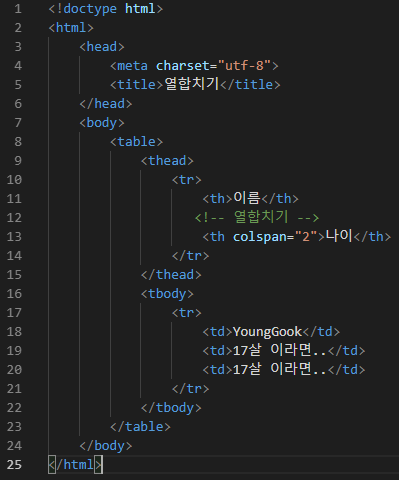 1 <!doctype html>
2 <html>
3     <head>
4         <meta charset="utf-8">
5         <title>열합치기</title>
6     </head>
7     <body>
8         <table>
9             <thead>
10                 <tr>
11                     <th>이름</th>
12                    <!-- 열합치기 -->
13                     <th colspan="2">나이</th>
14                 </tr>
15             </thead>
16             <tbody>
17                 <tr>
18                     <td>YoungGook</td>
19                     <td>17살 이라면..</td>
20                     <td>17살 이라면..</td>
21                 </tr>
22             </tbody>
23         </table>
24     </body>
25 </html>